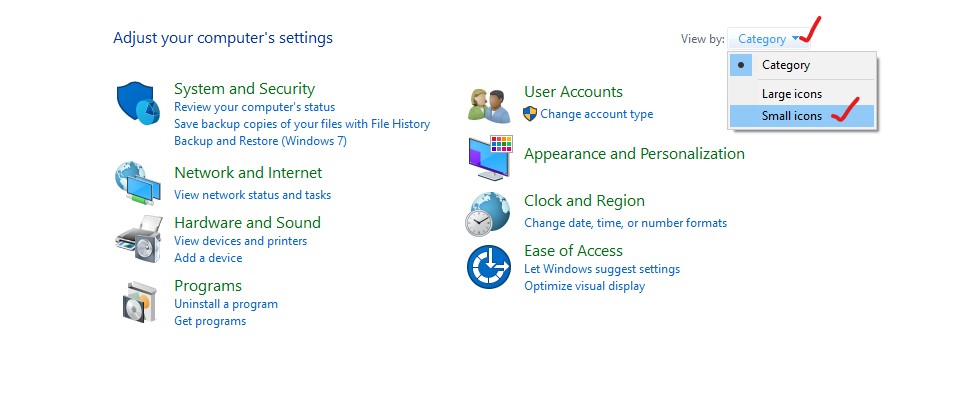 Adjust your computer's settings
View by: Category
Category
Large icons
Small icons
System and Security
Review your computer's status
Save backup copies of your files with File History
Backup and Restore (Windows 7)
Network and Internet
View network status and tasks
Hardware and Sound
View devices and printers
Add a device
Programs
Uninstall a program
Get programs
User Accounts
Change account type
Appearance and Personalization
Clock and Region
Change date, time, or number formats
Ease of Access
Let Windows suggest settings
Optimize visual display